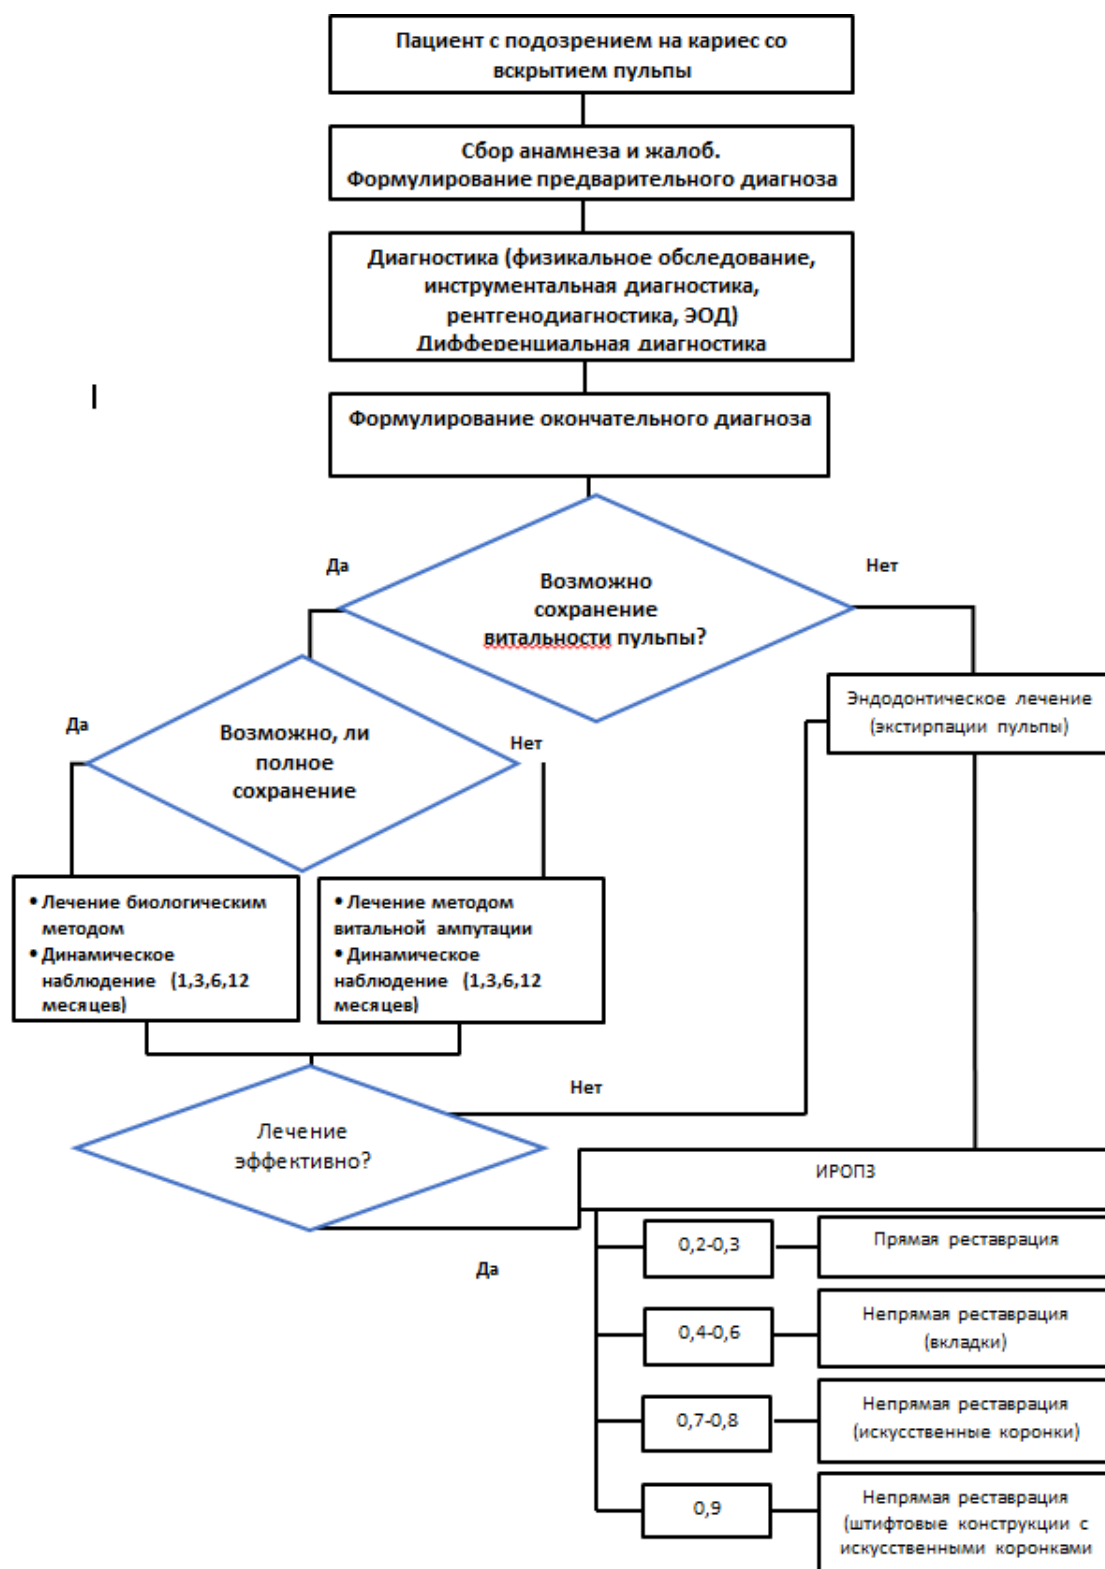 Пациент с подозрением на кариес со
вскрытием пульпы
Сбор анамнеза и жалоб.
Формулирование предварительного диагноза
Диагностика (физикальное обследование,
инструментальная диагностика,
рентгенодиагностика, ЭОД)
Дифференциальная диагностика
Формулирование окончательного диагноза
Да
Нет
Возможно
сохранение
витальности пульпы?
Эндодонтическое лечение
(экстирпации пульпы)
Да
Нет
Возможно, ли
полное
сохранение
• Лечение биологическим
методом
• Динамическое
наблюдение (1,3,6,12
месяцев)
• Лечение методом
витальной ампутации
• Динамическое
наблюдение (1,3,6,12
месяцев)
Нет
Лечение
эффективно?
Да
ИРОПЗ
0,2-0,3
Прямая реставрация
0,4-0,6
Непрямая реставрация
(вкладки)
0,7-0,8
Непрямая реставрация
(искусственные коронки)
0,9
Непрямая реставрация
(штифтовые конструкции с
искусственными коронками